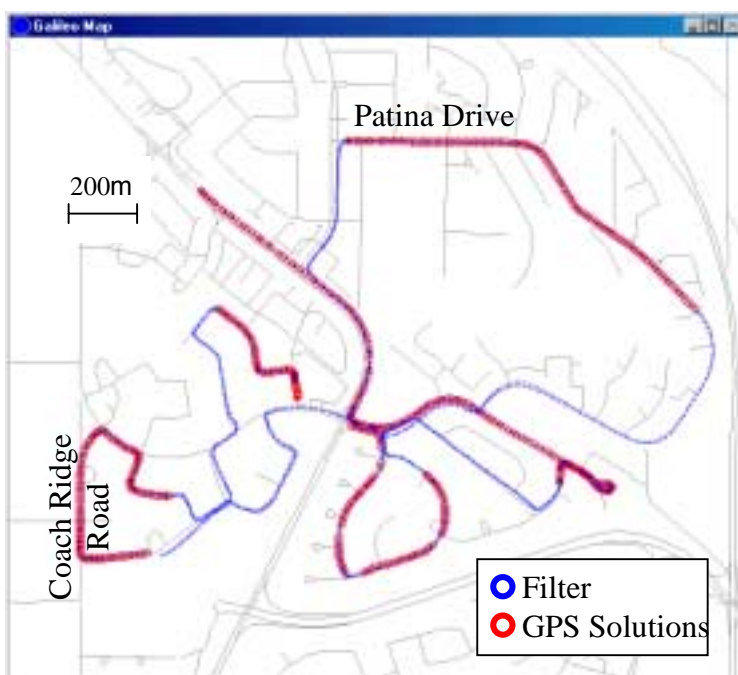 Galileo Map
Patina Drive
200m
Coach Ridge
Road
Filter
GPS Solutions